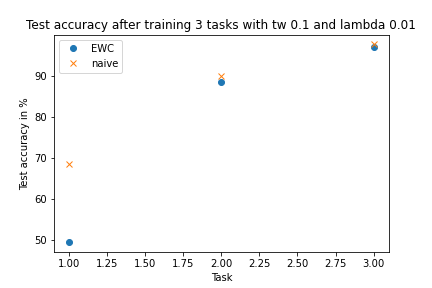 Test accuracy after training 3 tasks with tw 0.1 and lambda 0.01
EWC
naive
Test accuracy in %
90
80
70
60
50
1.00 1.25 1.50 1.75 2.00 2.25 2.50 2.75 3.00
Task